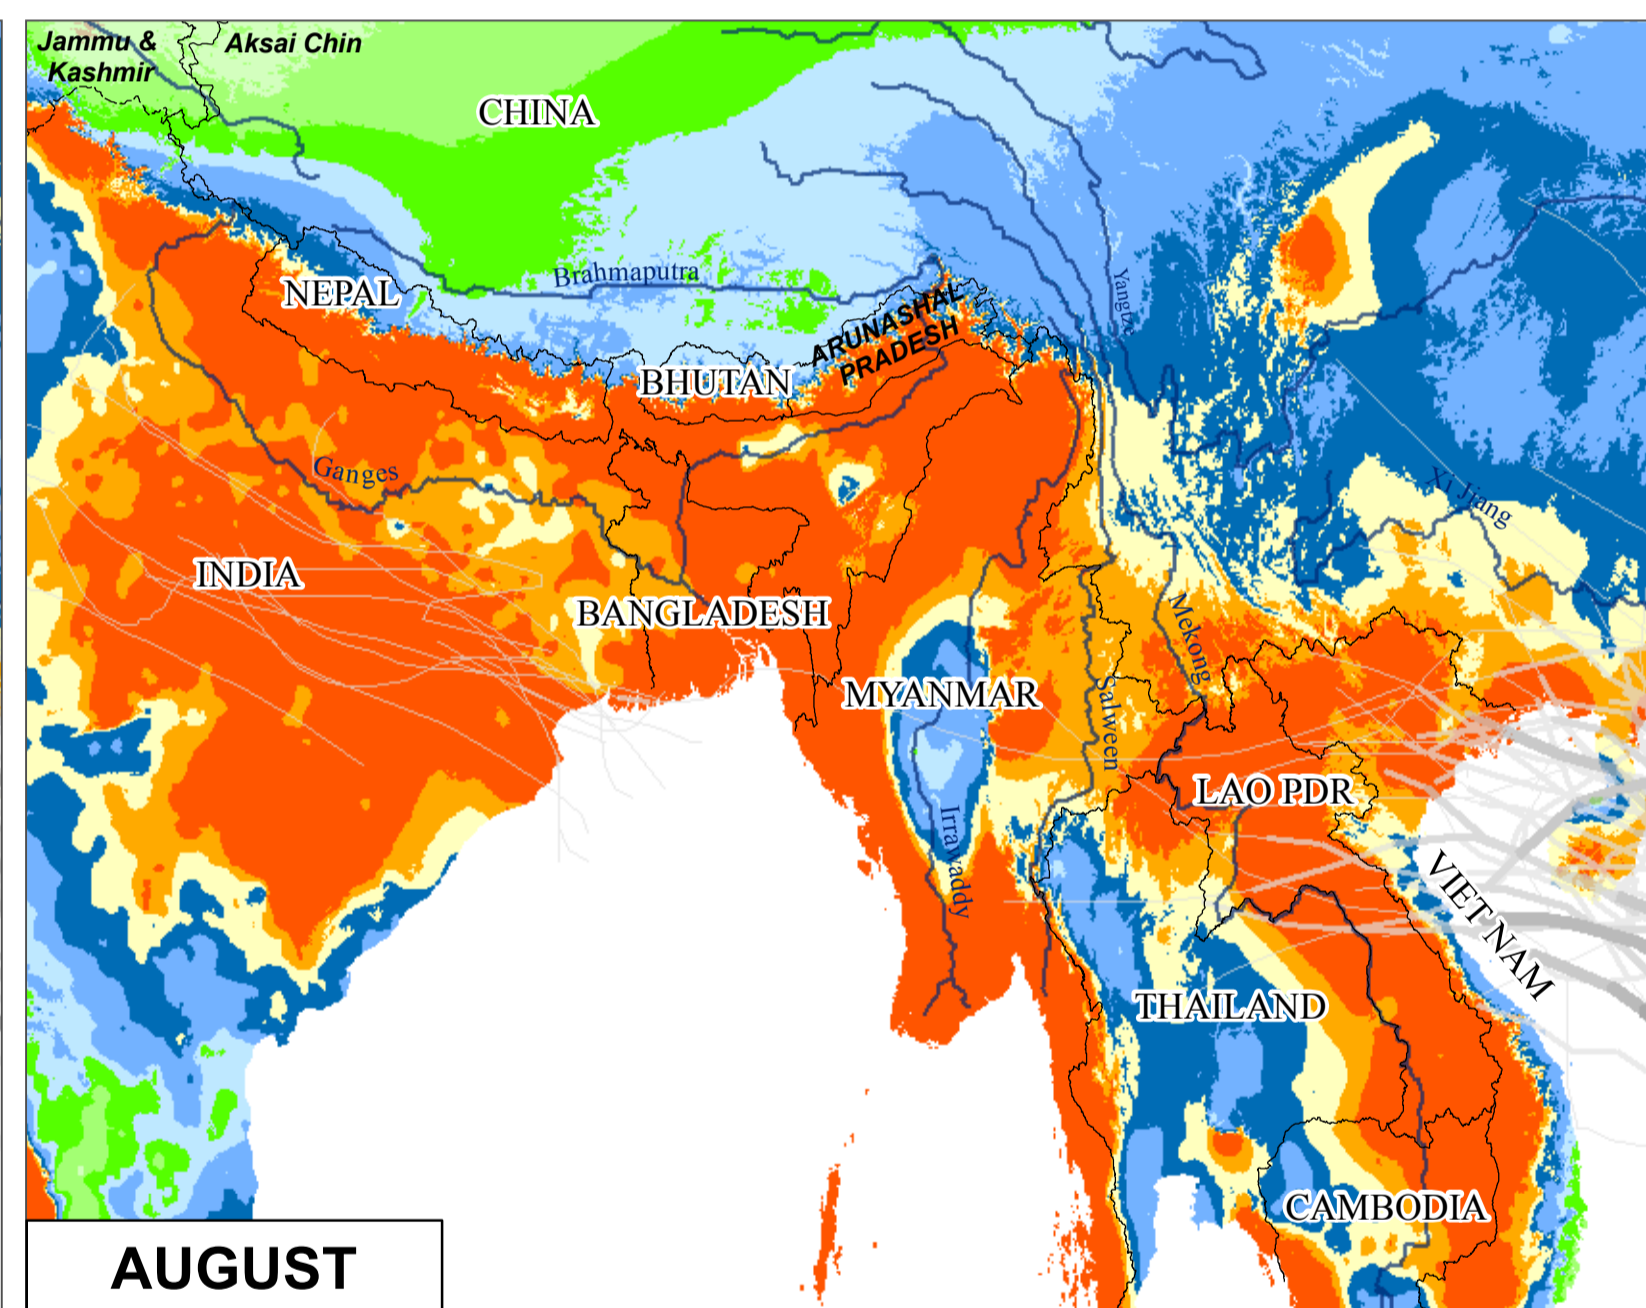 Jammu &
Kashmir
Aksai Chin
CHINA
Brahmaputra
NEPAL
Yangtze
ARUNASHAL
PRADESH
BHUTAN
Ganges
Xi Jiang
INDIA
BANGLADESH
Mekong
MYANMAR
Salween
LAO PDR
Irrawaddy
VIET NAM
THAILAND
CAMBODIA
AUGUST